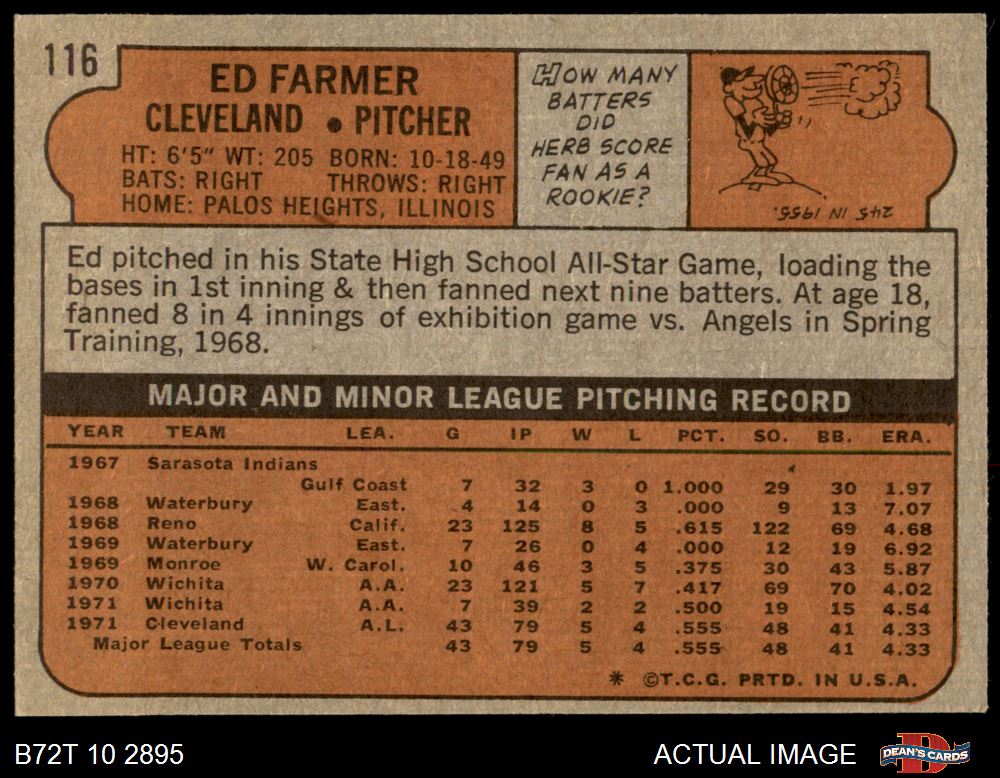 116
ED FARMER
CLEVELAND • PITCHER
HT: 6'5" WT: 205 BORN: 10-18-49
BATS: RIGHT THROWS: RIGHT
HOME: PALOS HEIGHTS, ILLINOIS
HOW MANY
BATTERS
DID
HERB SCORE
FAN AS A
ROOKIE?
245 IN 1955.
Ed pitched in his State High School All-Star Game, loading the
bases in 1st inning & then fanned next nine batters. At age 18,
fanned 8 in 4 innings of exhibition game vs. Angels in Spring
Training, 1968.
MAJOR AND MINOR LEAGUE PITCHING RECORD
YEAR TEAM LEA. G IP W L PCT. SO. BB. ERA.
1967 Sarasota Indians
Gulf Coast 7 32 3 0 1.000 29 30 1.97
1968 Waterbury East. 4 14 0 3 .000 9 13 7.07
1968 Reno Calif. 23 125 8 5 .615 122 69 4.68
1969 Waterbury East. 7 26 0 4 .000 12 19 6.92
1969 Monroe W. Carol. 10 46 3 5 .375 30 43 5.87
1970 Wichita A.A. 23 121 5 7 .417 69 70 4.02
1971 Wichita A.A. 7 39 2 2 .500 19 15 4.54
1971 Cleveland A.L. 43 79 5 4 .555 48 41 4.33
Major League Totals 43 79 5 4 .555 48 41 4.33
* ©T.C.G. PRTD. IN U.S.A.
B72T 10 2895
ACTUAL IMAGE
D
DEAN'S CARDS